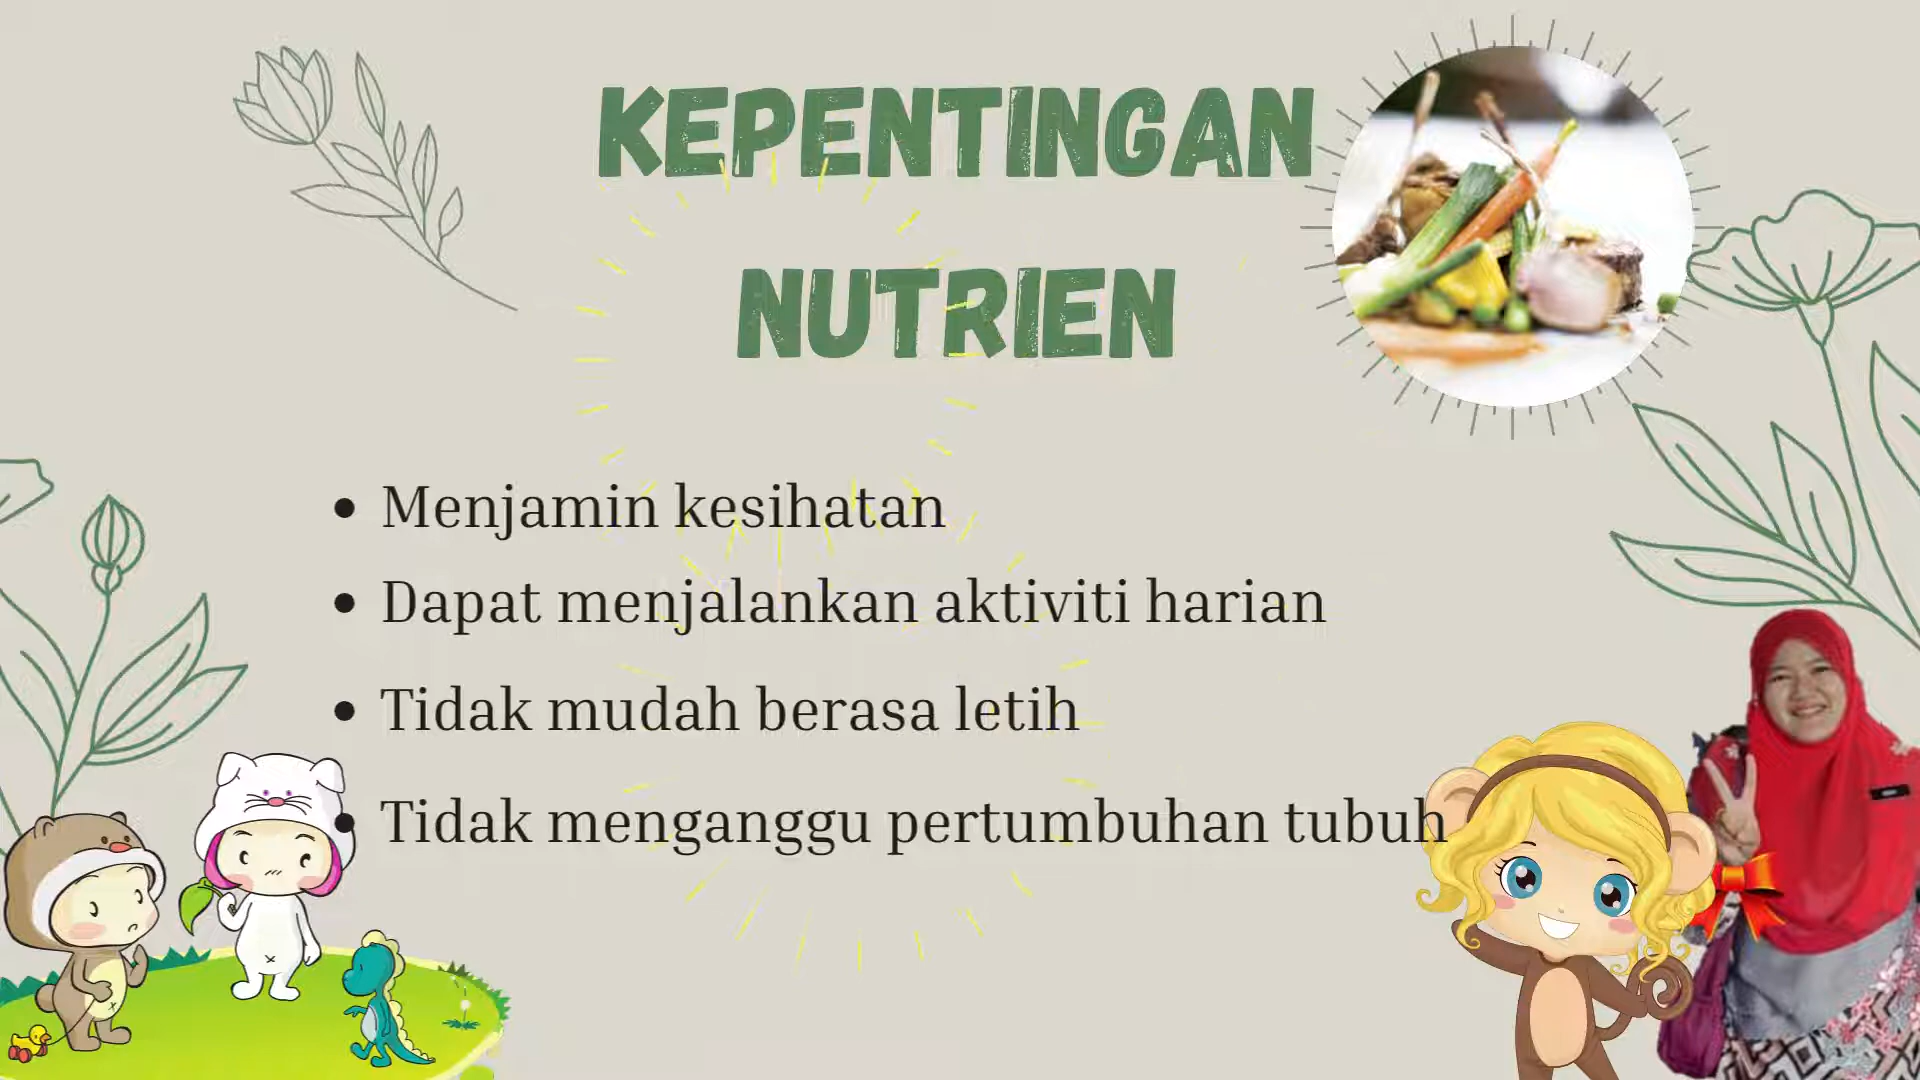 KEPENTINGAN
NUTRIEN
Menjamin kesihatan
Dapat menjalankan aktiviti harian
Tidak mudah berasa letih
Tidak menganggu pertumbuhan tubuh